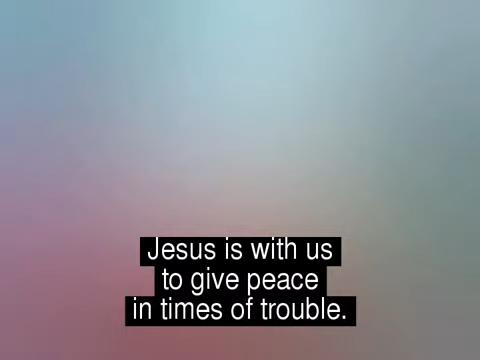 Jesus is with us
to give peace
in times of trouble.